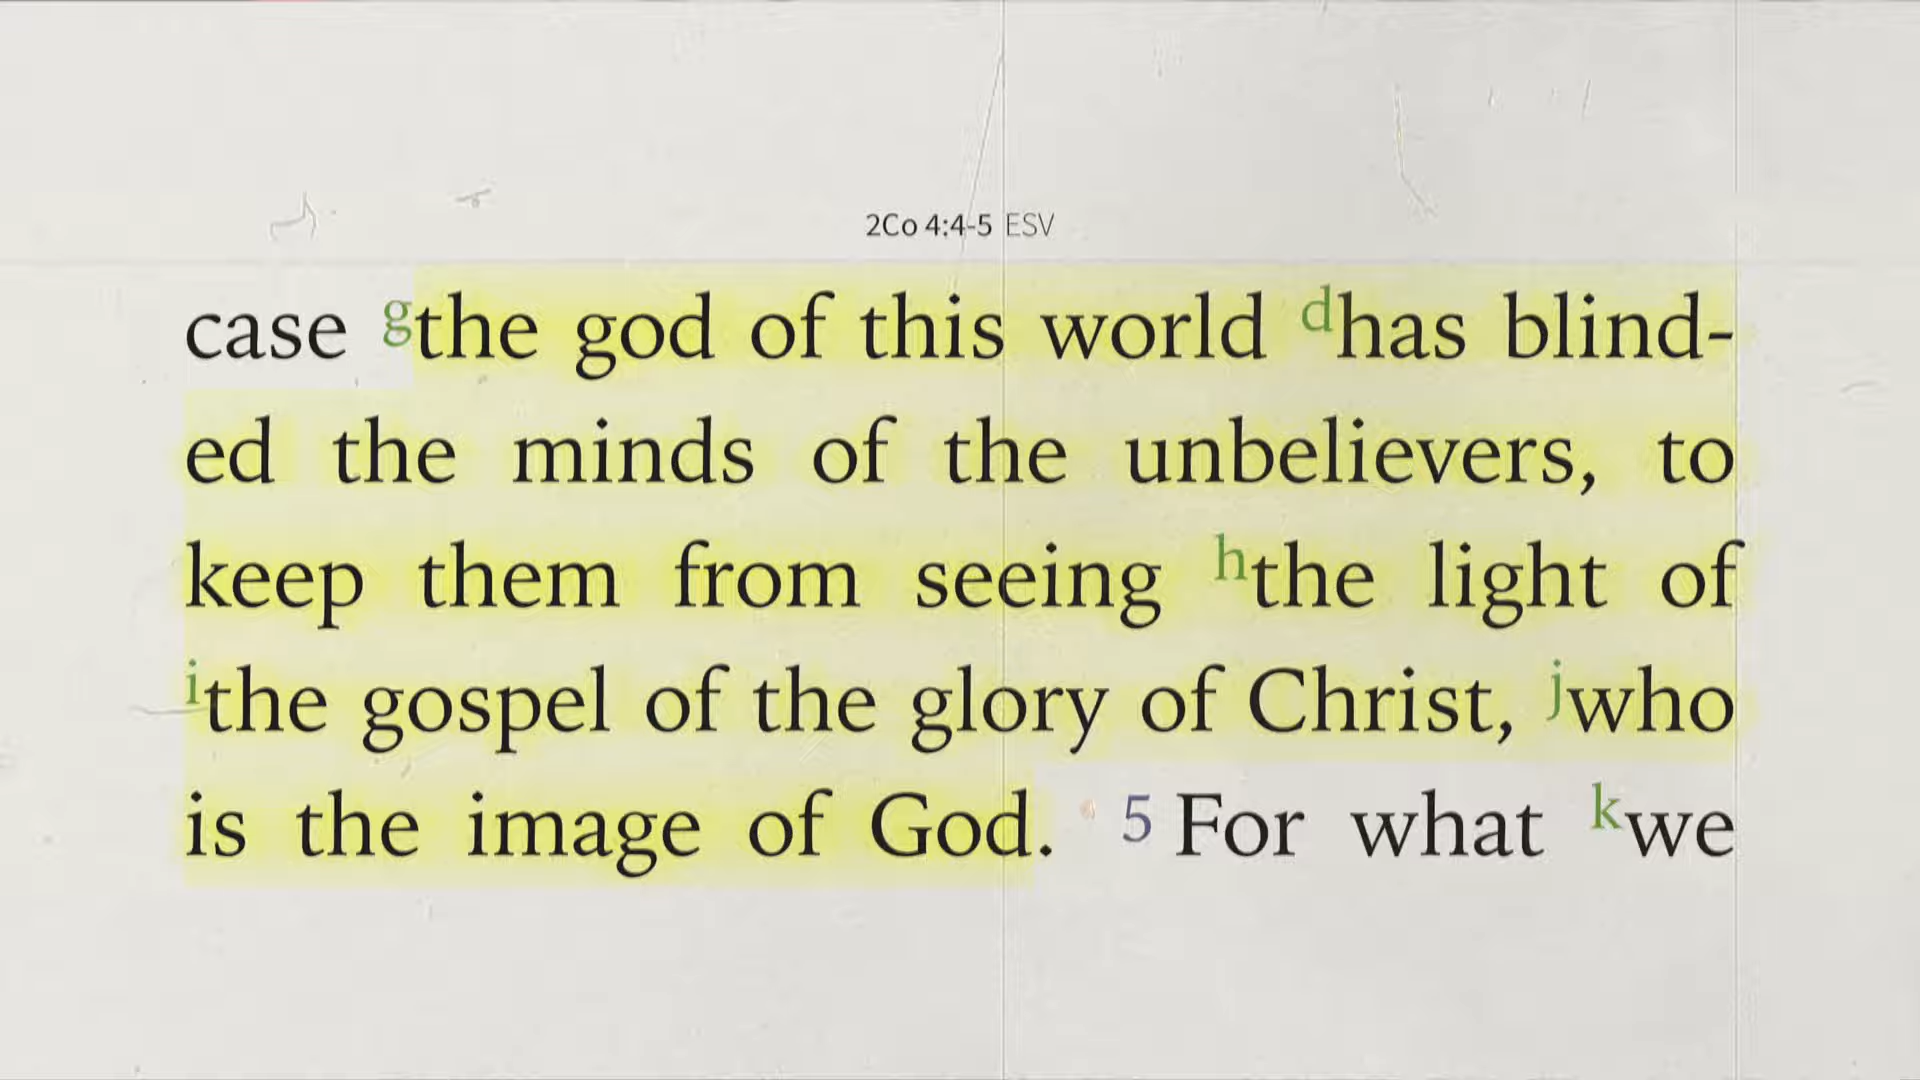 2Co 4:4-5 ESV
case gthe god of this world dhas blind-
ed the minds of the unbelievers, to
keep them from seeing hthe light of
ithe gospel of the glory of Christ, jwho
is the image of God. 5 For what kwe